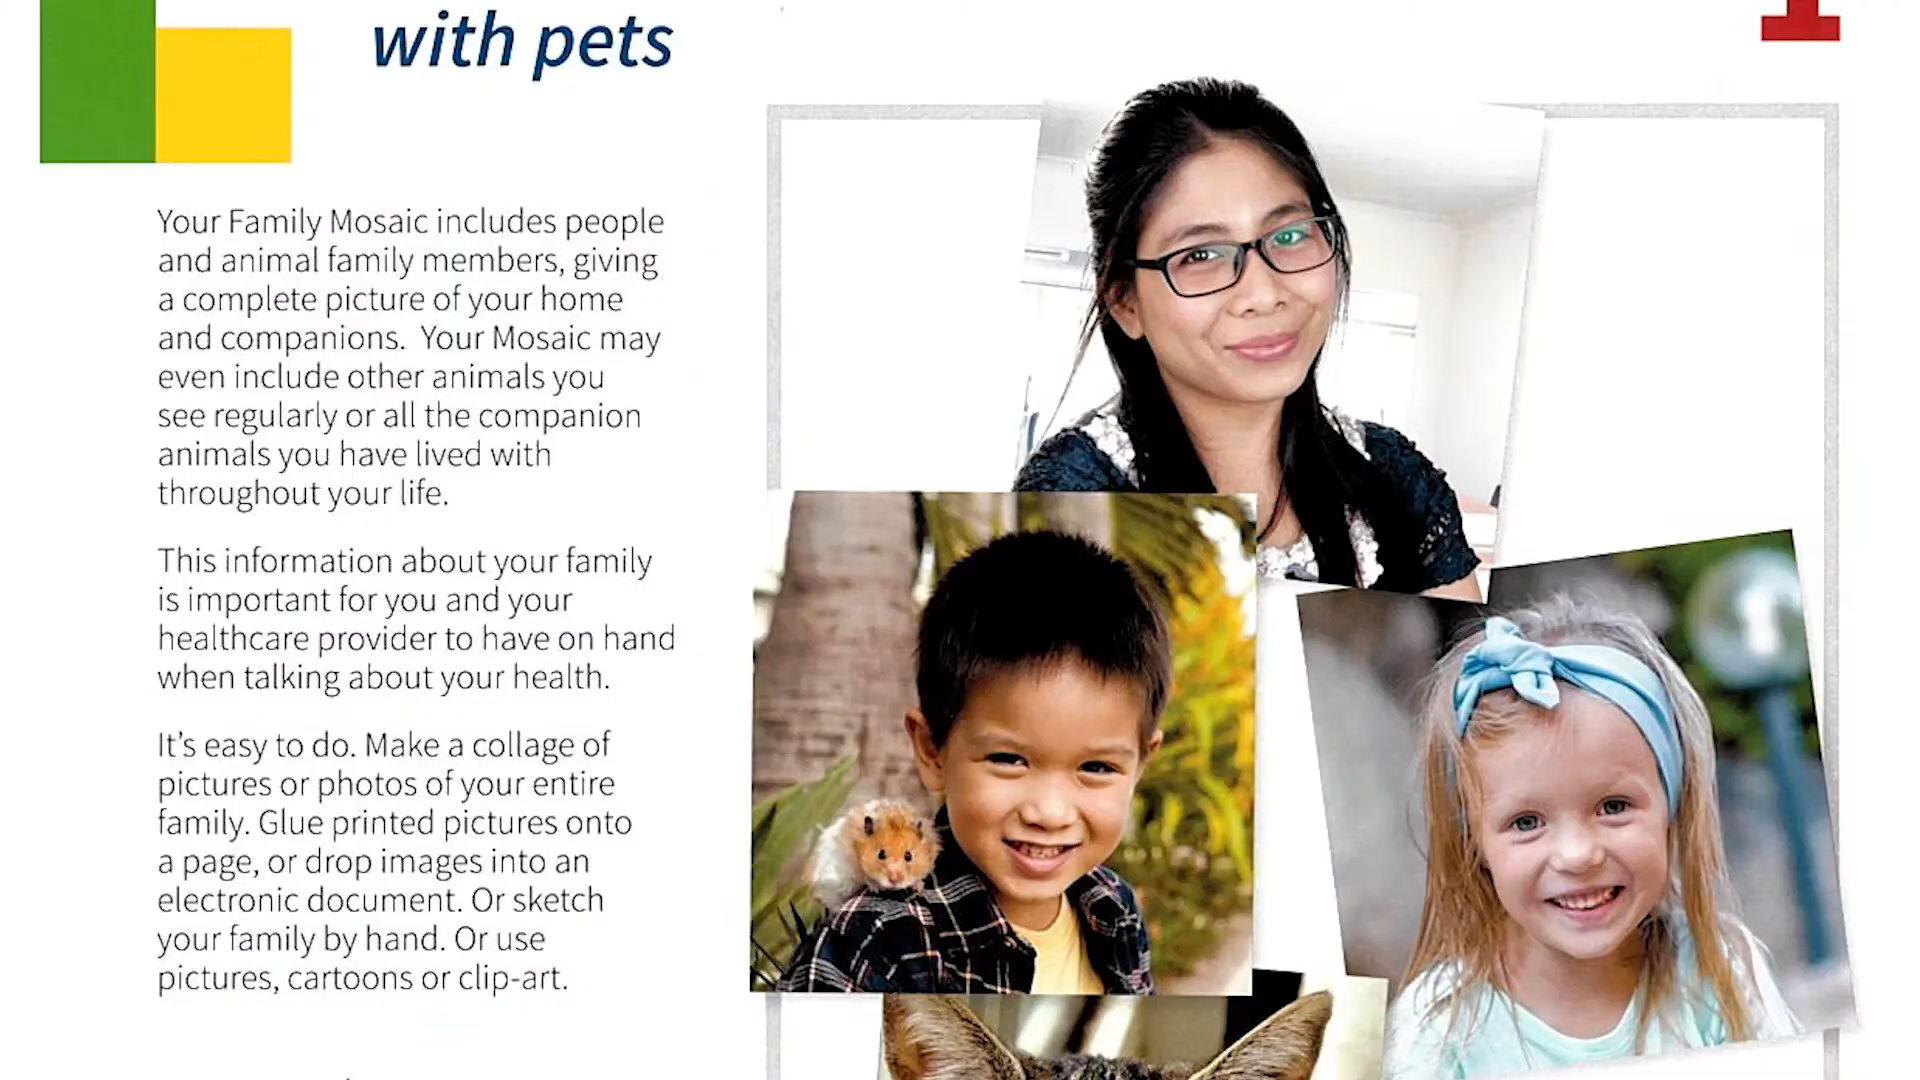 with pets
Your Family Mosaic includes people
and animal family members, giving
a complete picture of your home
and companions.  Your Mosaic may
even include other animals you
see regularly or all the companion
animals you have lived with
throughout your life.
This information about your family
is important for you and your
healthcare provider to have on hand
when talking about your health.
It’s easy to do. Make a collage of
pictures or photos of your entire
family. Glue printed pictures onto
a page, or drop images into an
electronic document. Or sketch
your family by hand. Or use
pictures, cartoons or clip-art.